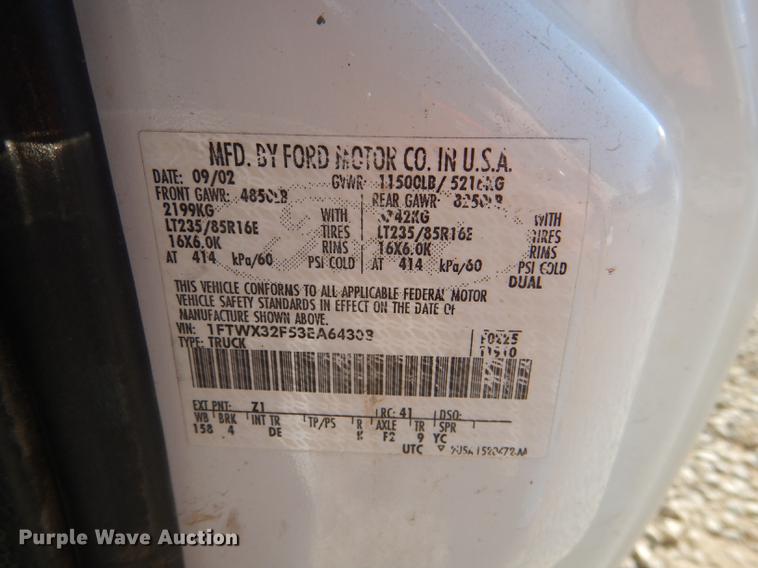 MFD. BY FORD MOTOR CO. IN U.S.A.
DATE: 09/02 GVWR: 11500LB/ 5216KG
FRONT GAWR: 4850LB REAR GAWR: 8250LB
2199KG WITH 3742KG WITH
LT235/85R16E TIRES LT235/85R16E TIRES
16X6.0K RIMS 16X6.0K RIMS
AT 414 kPa/60 PSI COLD AT 414 kPa/60 PSI COLD
DUAL
THIS VEHICLE CONFORMS TO ALL APPLICABLE FEDERAL MOTOR
VEHICLE SAFETY STANDARDS IN EFFECT ON THE DATE OF
MANUFACTURE SHOWN ABOVE.
VIN: F0225
TYPE: TRUCK
EXT PNT: Z1 RC: 41 DSO:
WB BRK INT TR TP/PS R AXLE TR SPR
158 4 DE K F2 9 YC
UTC
Purple Wave Auction